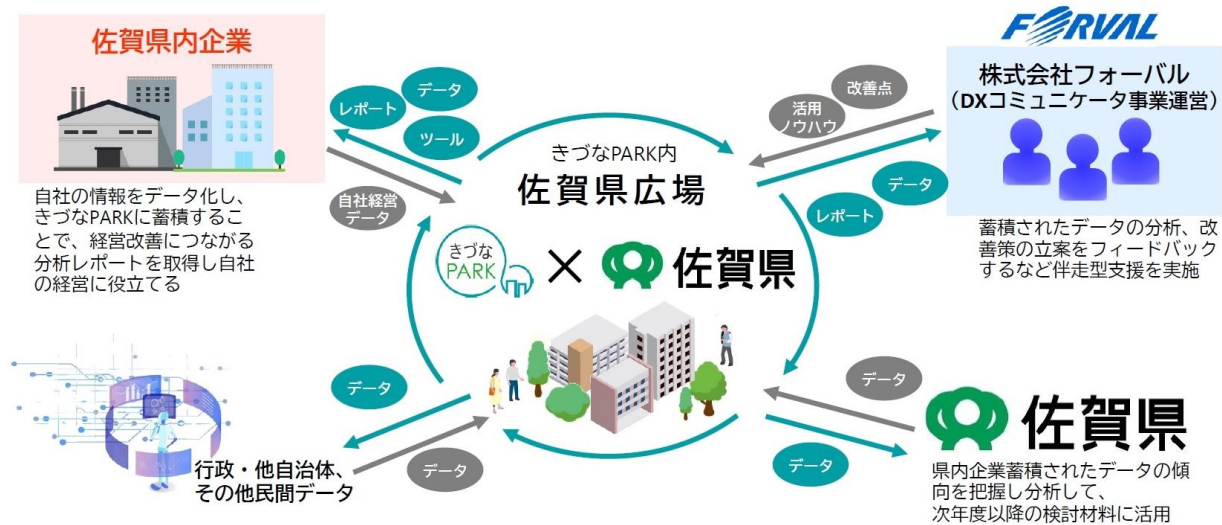 佐賀県内企業
自社の情報をデータ化し、
きづなPARKに蓄積するこ
とで、経営改善につながる
分析レポートを取得し自社
の経営に役立てる
レポート
データ
ツール
自社経営
データ
きづなPARK内
佐賀県広場
きづな
PARK
×
佐賀県
改善点
活用
ノウハウ
データ
レポート
FORVAL
株式会社フォーバル
（DXコミュニケータ事業運営）
蓄積されたデータの分析、改
善策の立案をフィードバック
するなど伴走型支援を実施
データ
データ
行政・他自治体、
その他民間データ
データ
データ
佐賀県
県内企業蓄積されたデータの傾
向を把握し分析して、
次年度以降の検討材料に活用